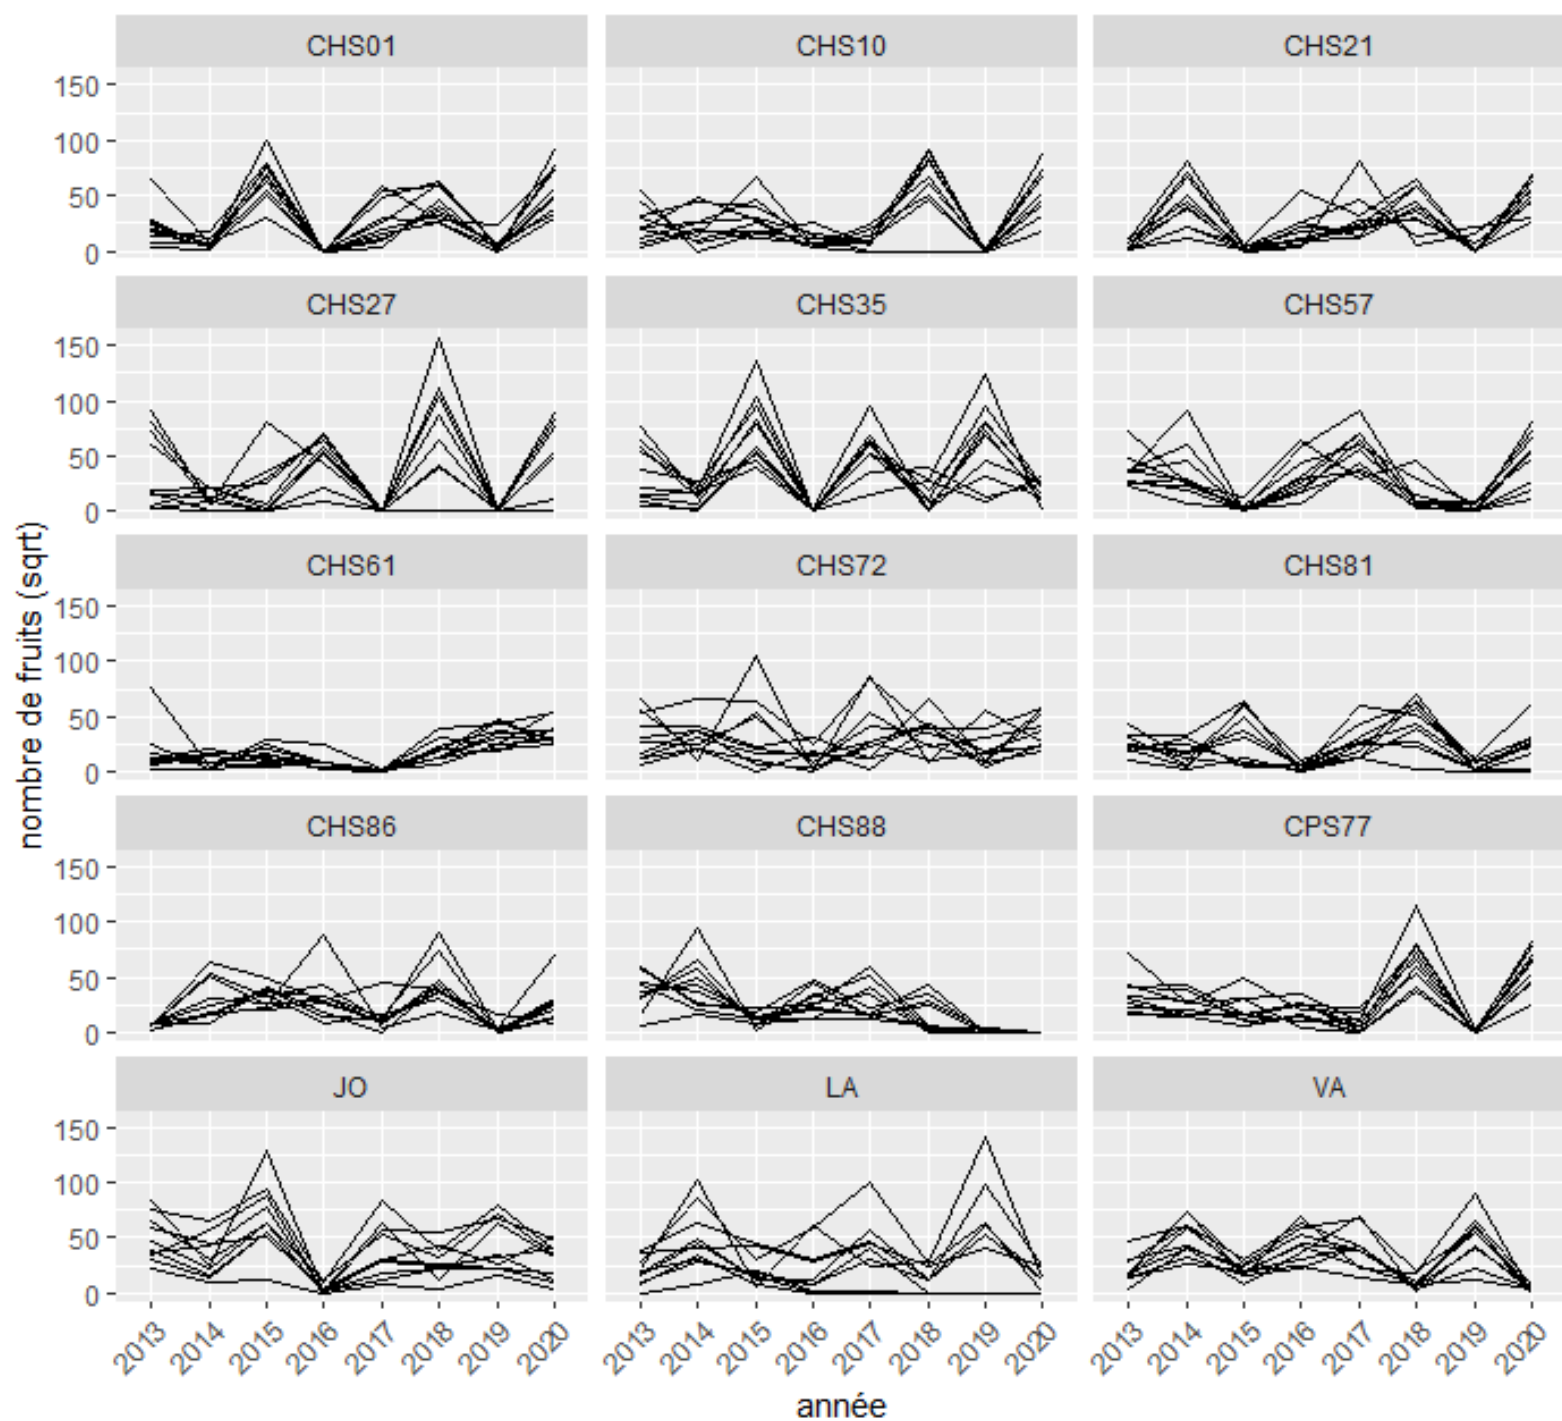 CHS01 CHS10 CHS21
150
100
50
0
CHS27 CHS35 CHS57
150
100
50
0
CHS61 CHS72 CHS81
150
100
50
0
CHS86 CHS88 CPS77
150
100
50
0
JO LA VA
150
100
50
0
nombre de fruits (sqrt)
2013 2014 2015 2016 2017 2018 2019 2020 2013 2014 2015 2016 2017 2018 2019 2020 2013 2014 2015 2016 2017 2018 2019 2020
année